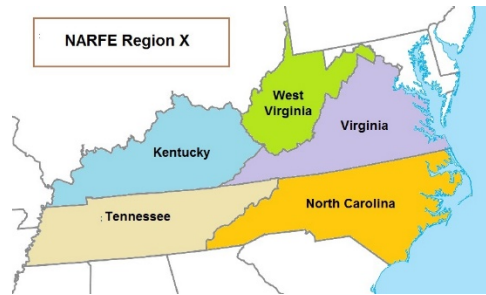 NARFE Region X
West
Virginia
Virginia
Kentucky
Tennessee
North Carolina